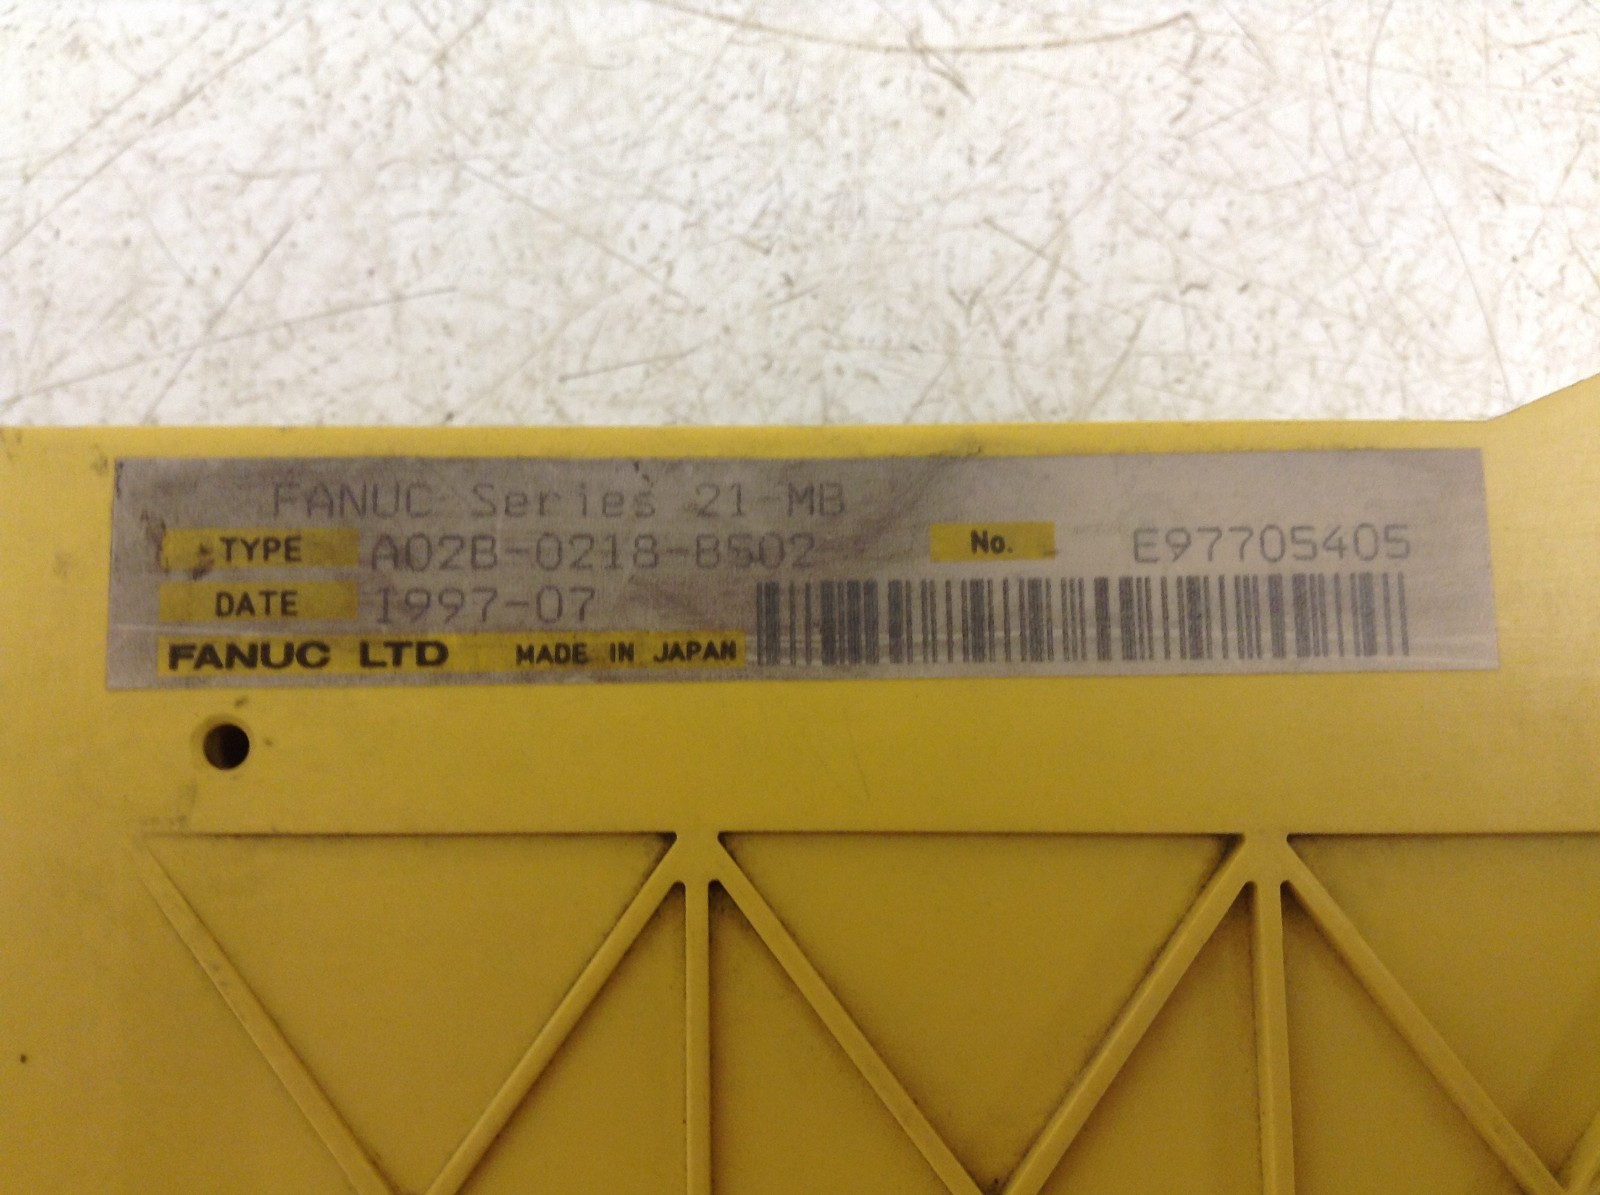 FANUC Series 21-MB
TYPE A02B-0218-B502 No. E97705405
DATE 1997-07
FANUC LTD MADE IN JAPAN